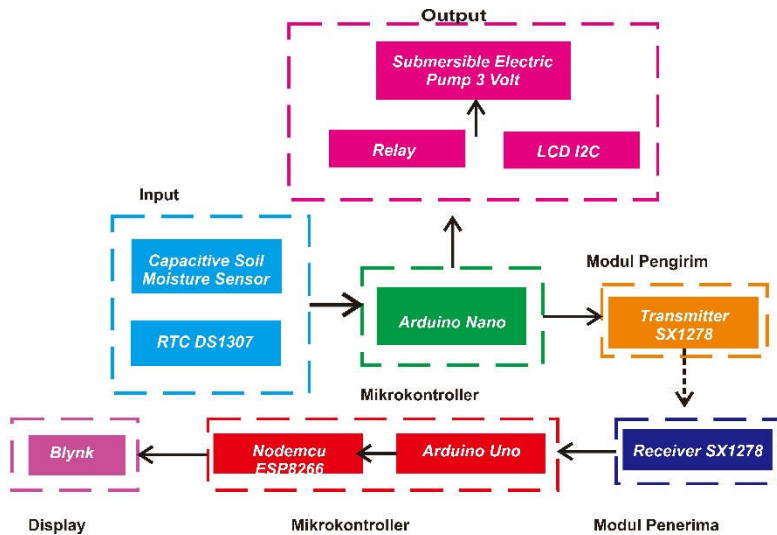 Output
Submersible Electric
Pump 3 Volt
Relay
LCD I2C
Input
Capacitive Soil
Moisture Sensor
RTC DS1307
Arduino Nano
Mikrokontroller
Modul Pengirim
Transmitter
SX1278
Blynk
Nodemcu
ESP8266
Arduino Uno
Receiver SX1278
Display
Mikrokontroller
Modul Penerima